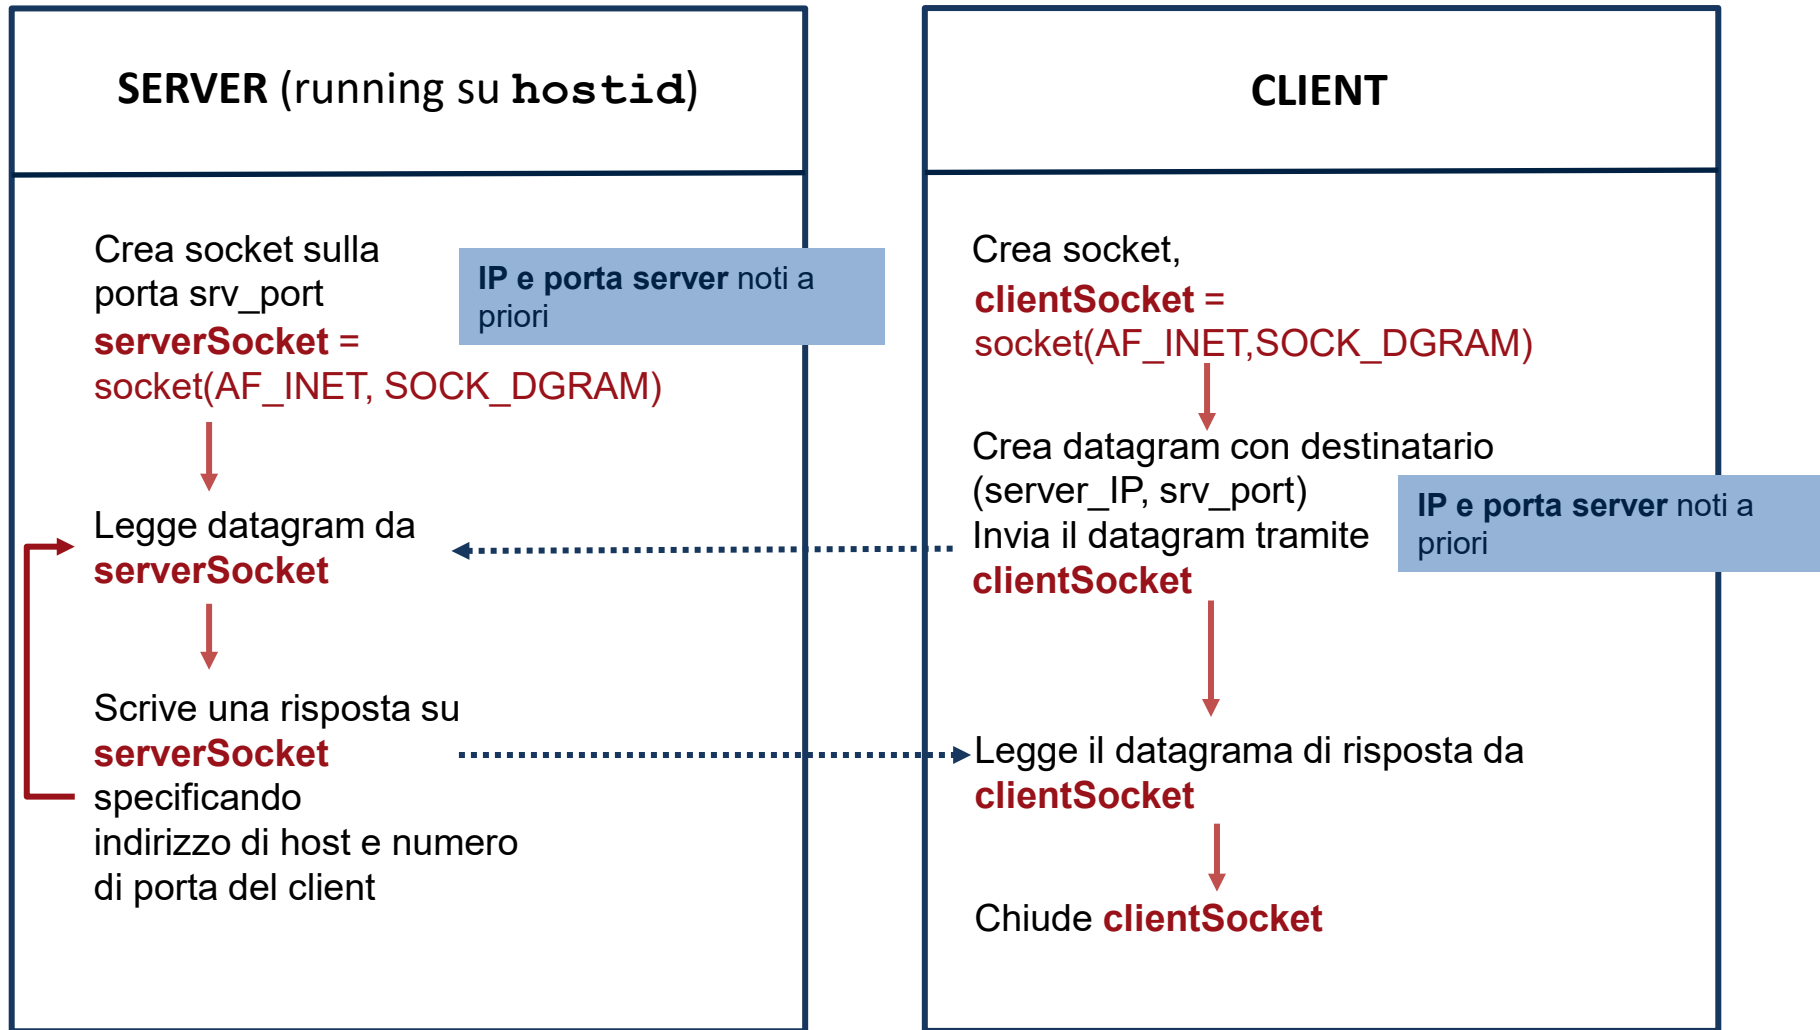 SERVER (running su hostid)
Crea socket sulla
porta srv_port
serverSocket =
socket(AF_INET, SOCK_DGRAM)
IP e porta server noti a
priori
Legge datagram da
serverSocket
Scrive una risposta su
serverSocket
specificando
indirizzo di host e numero
di porta del client
CLIENT
Crea socket,
clientSocket =
socket(AF_INET,SOCK_DGRAM)
Crea datagram con destinatario
(server_IP, srv_port)
Invia il datagram tramite
clientSocket
IP e porta server noti a
priori
Legge il datagrama di risposta da
clientSocket
Chiude clientSocket